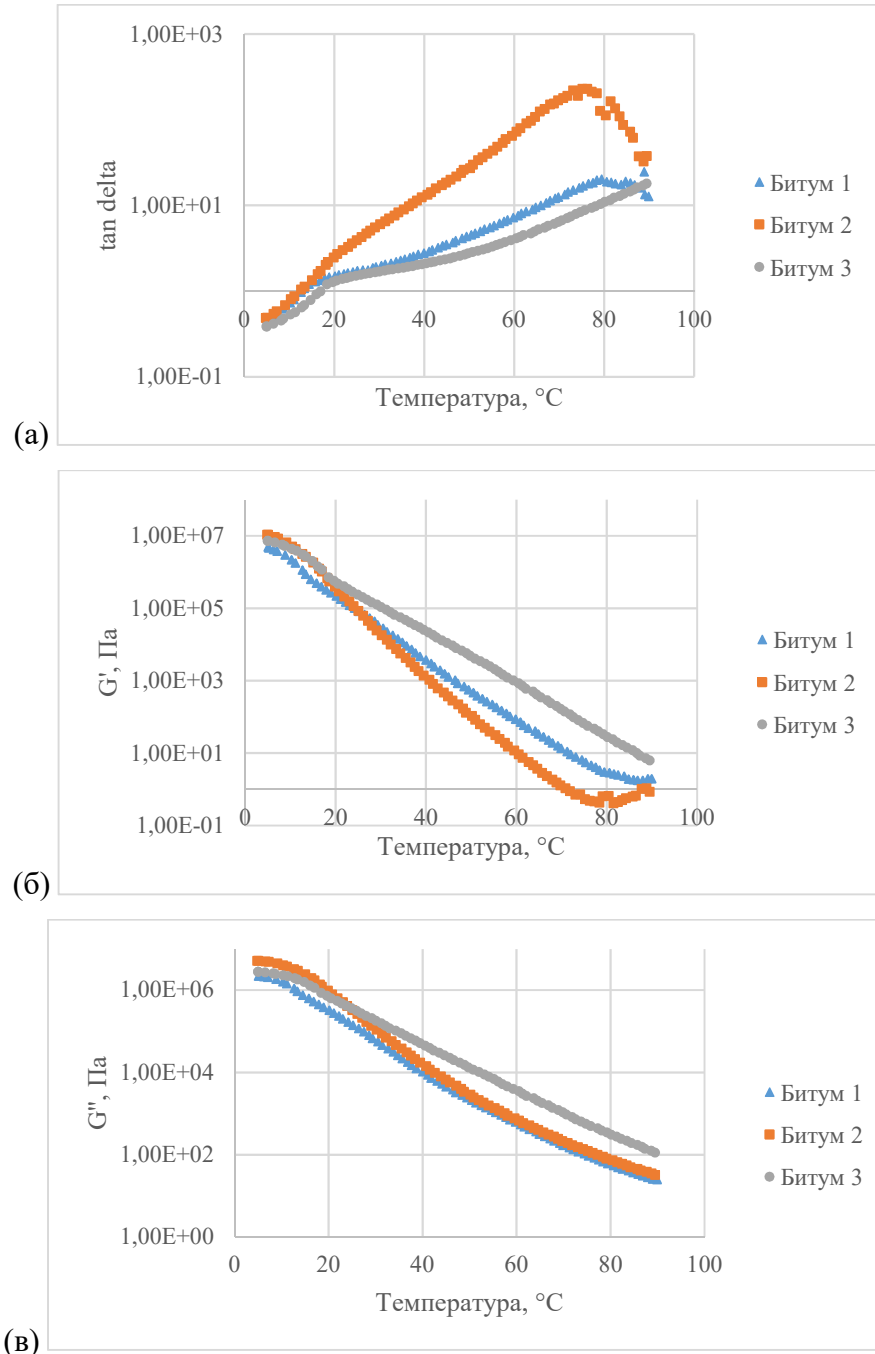 1,00E+03
1,00E+01
1,00E-01
tan delta
0 20 40 60 80 100
Температура, °C
Битум 1
Битум 2
Битум 3
(а)
1,00E+07
1,00E+05
1,00E+03
1,00E+01
1,00E-01
G', Па
0 20 40 60 80 100
Температура, °C
Битум 1
Битум 2
Битум 3
(б)
1,00E+06
1,00E+04
1,00E+02
1,00E+00
G'', Па
0 20 40 60 80 100
Температура, °C
Битум 1
Битум 2
Битум 3
(в)